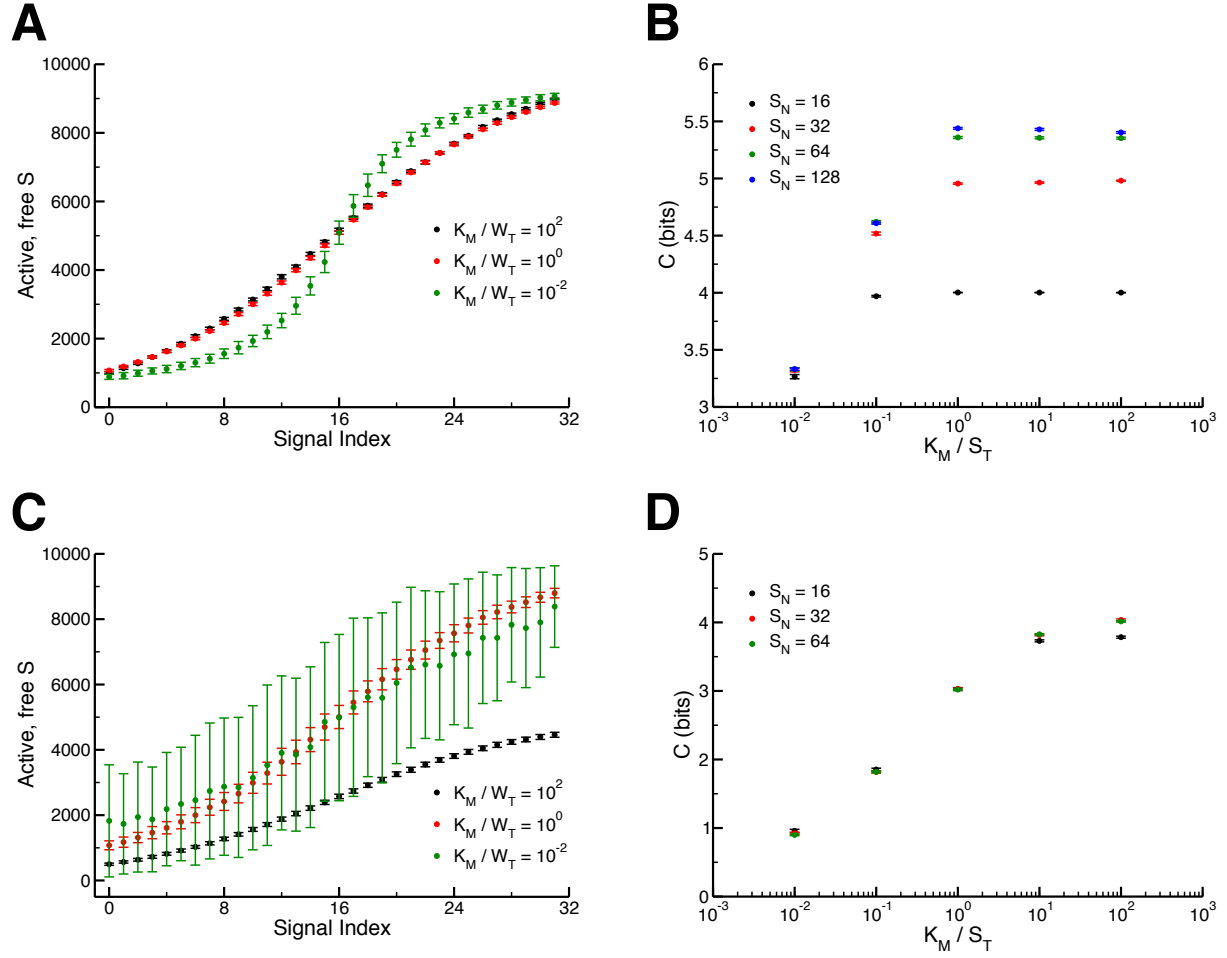 A
10000
8000
6000
4000
2000
0
Active, free S
0 8 16 24 32
Signal Index
K_M / W_T = 10^2
K_M / W_T = 10^0
K_M / W_T = 10^-2
B
6
5.5
5
4.5
4
3.5
3
C (bits)
S_N = 16
S_N = 32
S_N = 64
S_N = 128
10^-3 10^-2 10^-1 10^0 10^1 10^2 10^3
K_M / S_T
C
10000
8000
6000
4000
2000
0
Active, free S
K_M / W_T = 10^2
K_M / W_T = 10^0
K_M / W_T = 10^-2
0 8 16 24 32
Signal Index
D
5
4
3
2
1
0
C (bits)
S_N = 16
S_N = 32
S_N = 64
10^-3 10^-2 10^-1 10^0 10^1 10^2 10^3
K_M / S_T